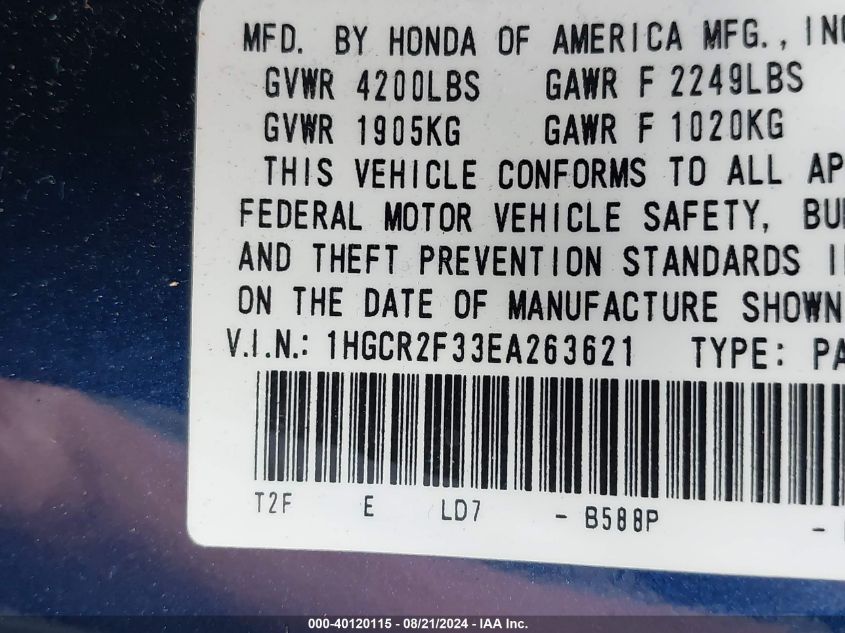 MFD. BY HONDA OF AMERICA MFG., INC
GVWR 4200LBS GAWR F 2249LBS
GVWR 1905KG GAWR F 1020KG
THIS VEHICLE CONFORMS TO ALL AP
FEDERAL MOTOR VEHICLE SAFETY, BU
AND THEFT PREVENTION STANDARDS I
ON THE DATE OF MANUFACTURE SHOWN
V.I.N.: 1HGCR2F33EA263621 TYPE: PA
T2F E LD7 - B588P -
000-40120115 - 08/21/2024 - IAA Inc.